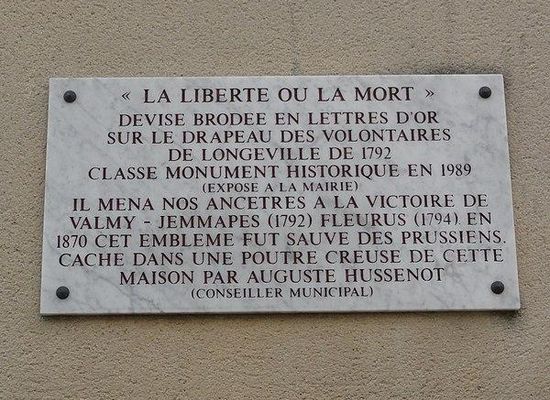 « LA LIBERTE OU LA MORT »
DEVISE BRODEE EN LETTRES D'OR
SUR LE DRAPEAU DES VOLONTAIRES
DE LONGEVILLE DE 1792
CLASSE MONUMENT HISTORIQUE EN 1989
(EXPOSE A LA MAIRIE)
IL MENA NOS ANCETRES A LA VICTOIRE DE
VALMY - JEMMAPES (1792) FLEURUS (1794). EN
1870 CET EMBLEME FUT SAUVE DES PRUSSIENS.
CACHE DANS UNE POUTRE CREUSE DE CETTE
MAISON PAR AUGUSTE HUSSENOT
(CONSEILLER MUNICIPAL)